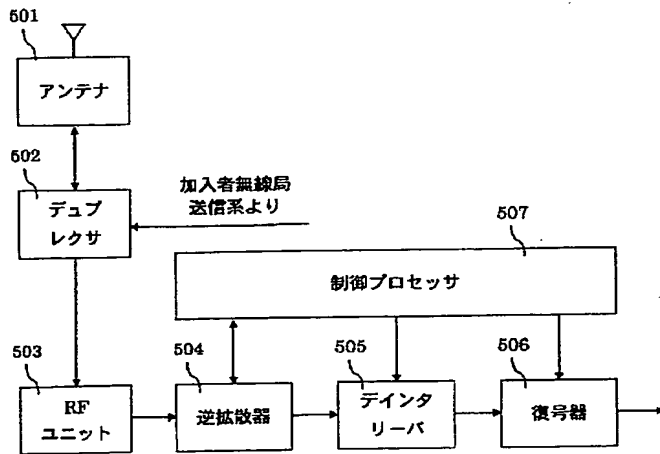 501
アンテナ
502
デュプ
レクサ
加入者無線局
送信系より
507
制御プロセッサ
503
RF
ユニット
504
逆拡散器
505
デインタ
リーバ
506
復号器